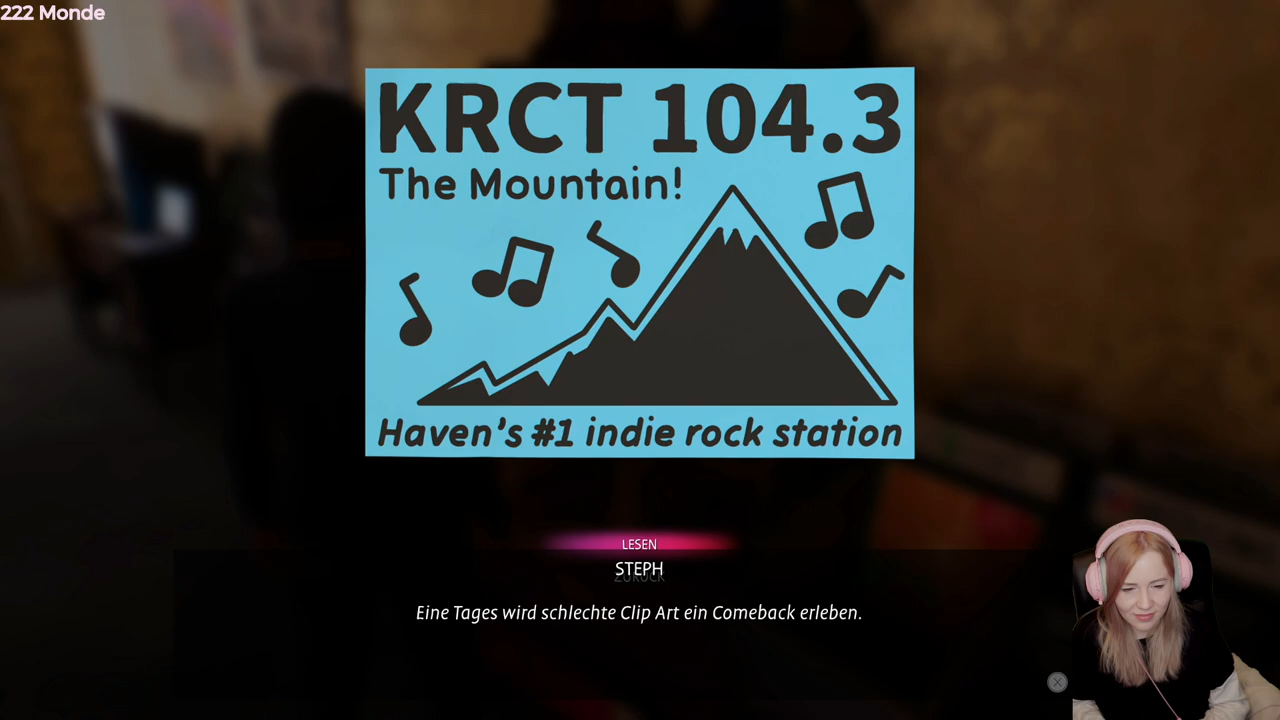 222 Monde
KRCT 104.3
The Mountain!
Haven's #1 indie rock station
LESEN
STEPH
ZURÜCK
Eine Tages wird schlechte Clip Art ein Comeback erleben.